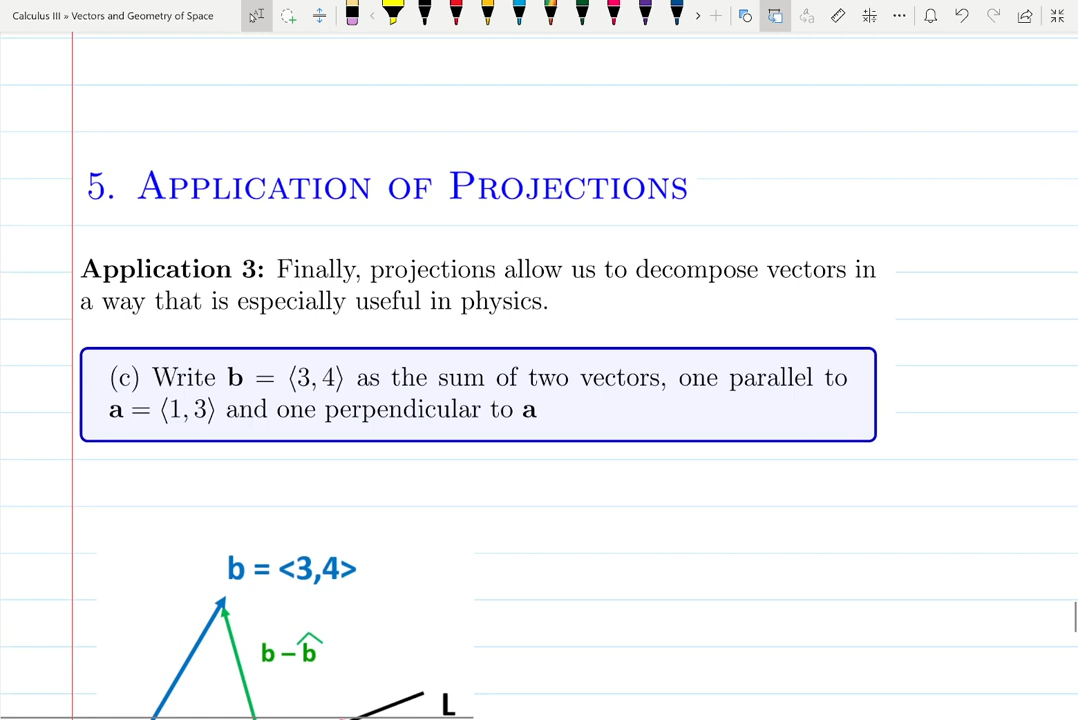 Calculus III » Vectors and Geometry of Space
5. Application of Projections
Application 3: Finally, projections allow us to decompose vectors in
a way that is especially useful in physics.
(c) Write b = ⟨3, 4⟩ as the sum of two vectors, one parallel to
a = ⟨1, 3⟩ and one perpendicular to a
b = <3,4>
b – b̂
L